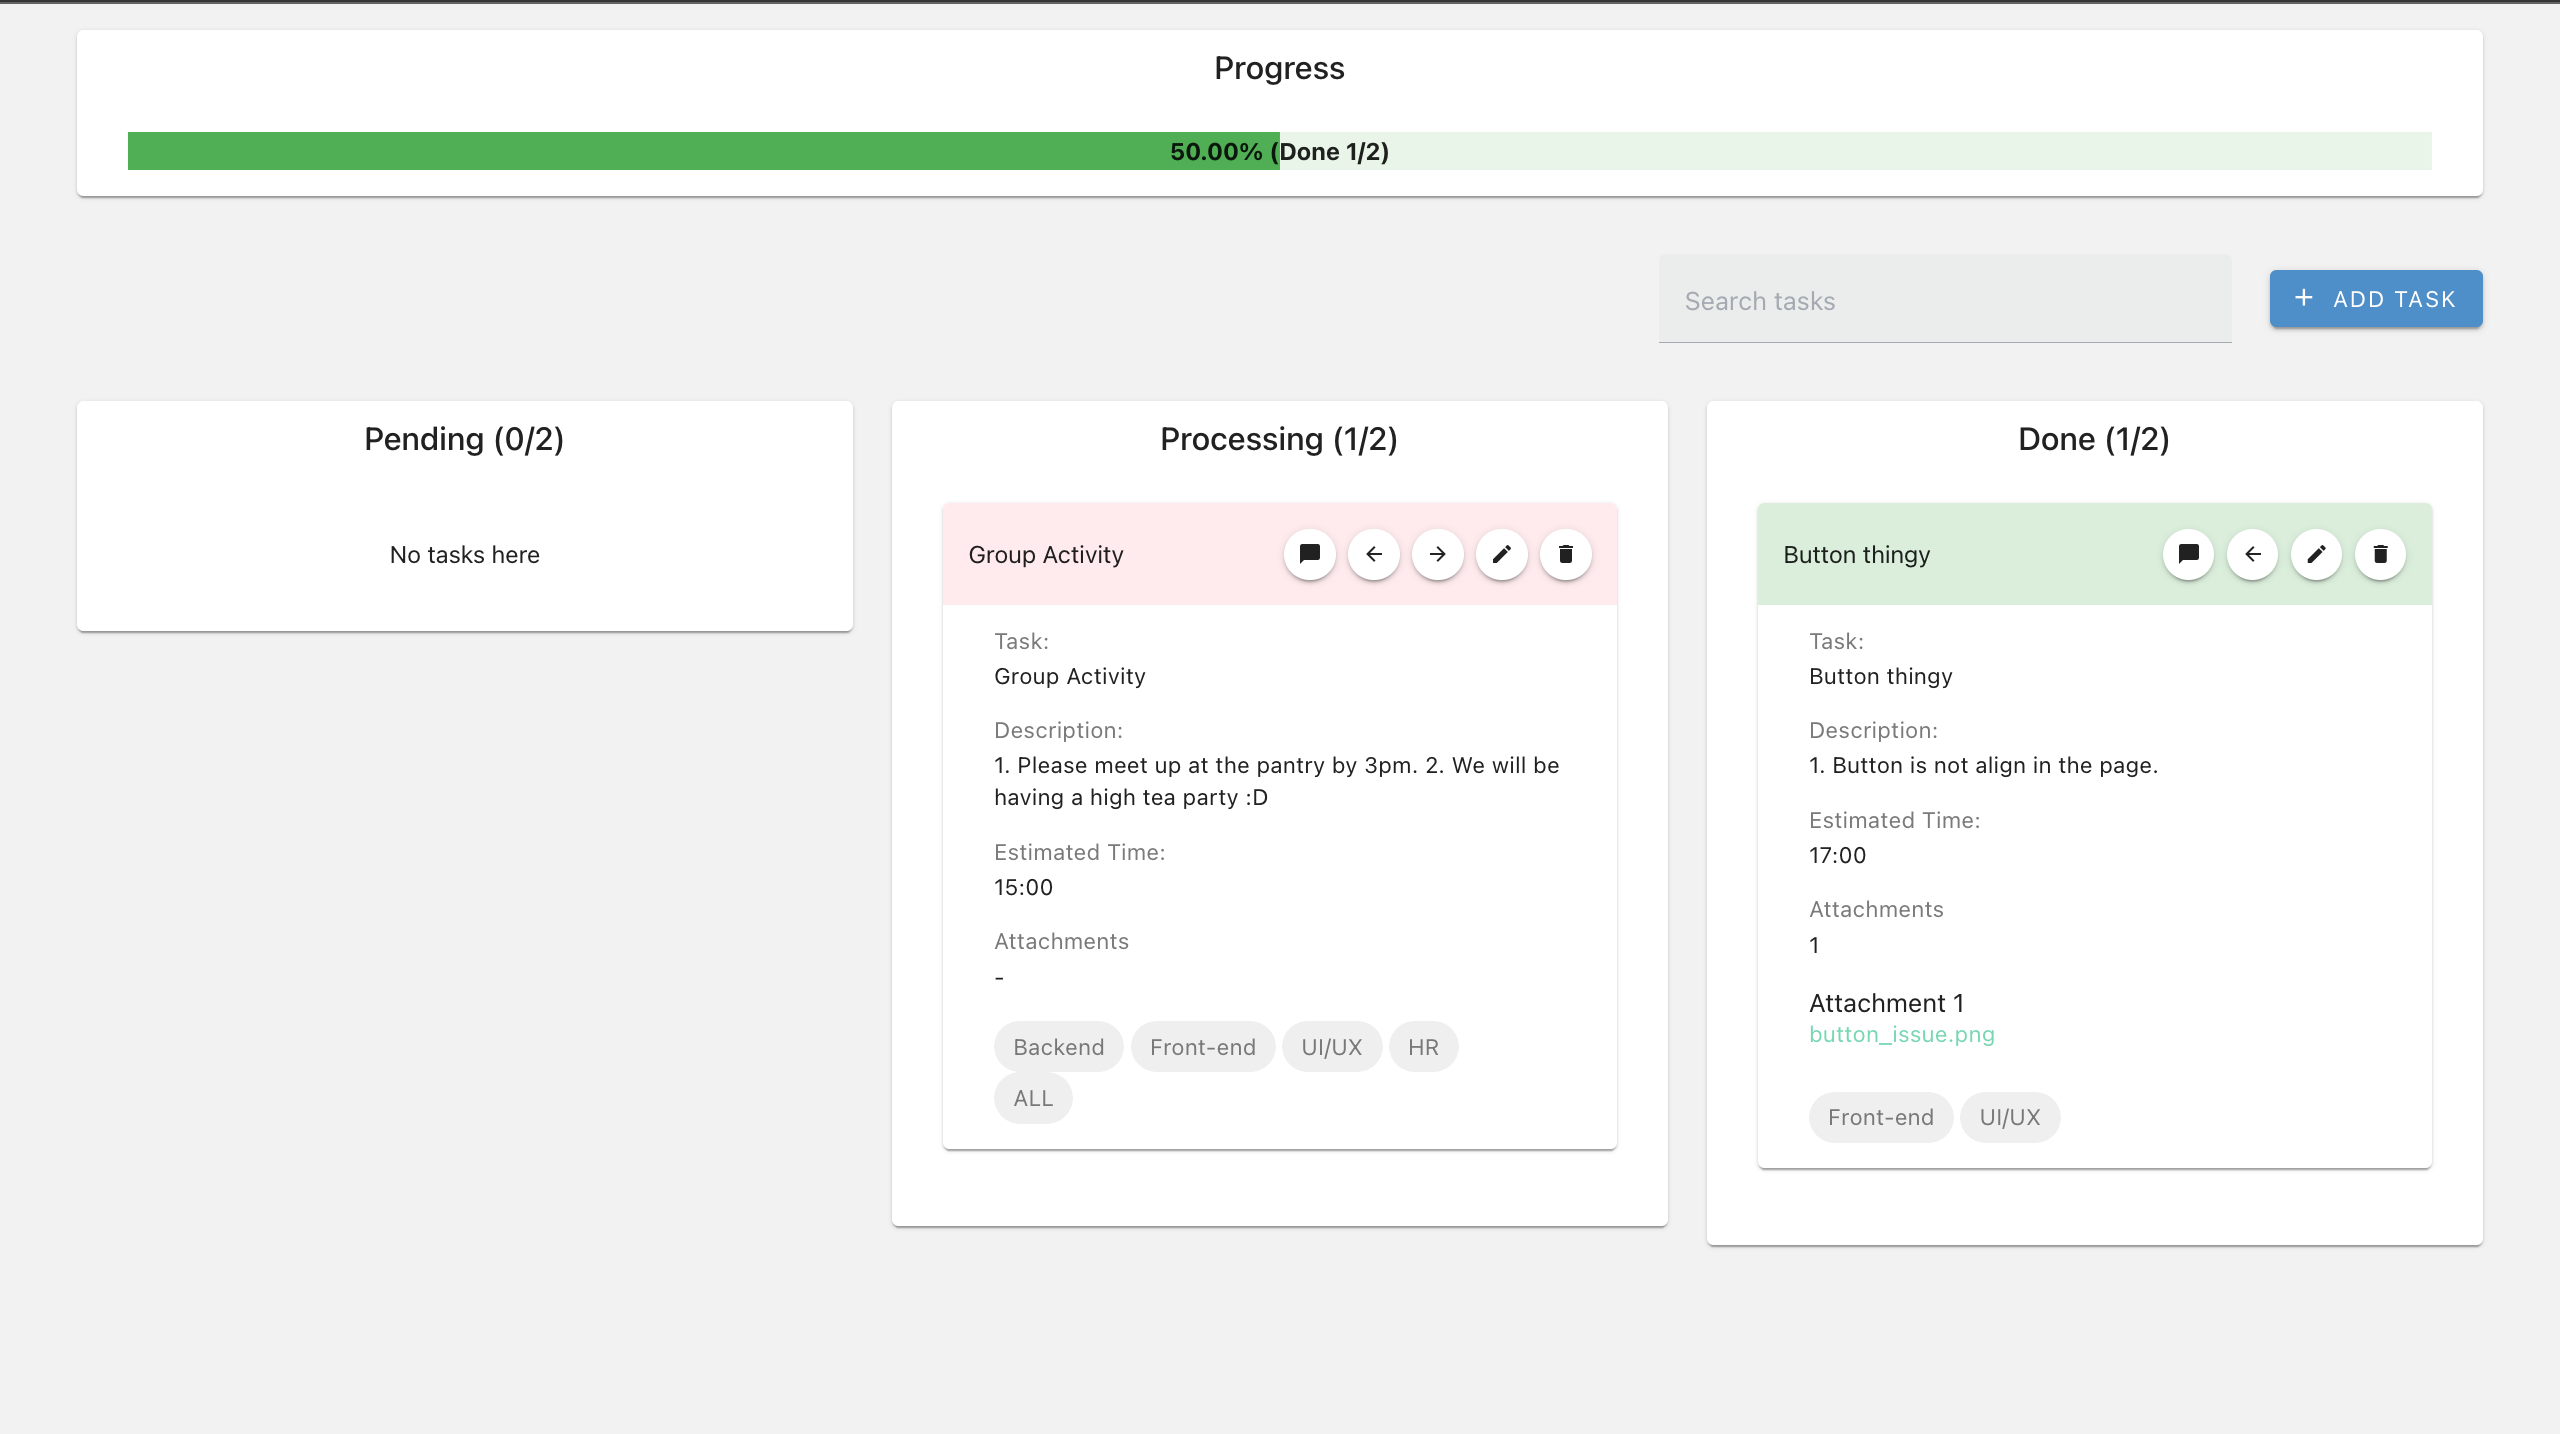 Progress
50.00% (Done 1/2)
Search tasks
+ ADD TASK
Pending (0/2)
No tasks here
Processing (1/2)
Group Activity
Task:
Group Activity
Description:
1. Please meet up at the pantry by 3pm. 2. We will be
having a high tea party :D
Estimated Time:
15:00
Attachments
-
Backend Front-end UI/UX HR
ALL
Done (1/2)
Button thingy
Task:
Button thingy
Description:
1. Button is not align in the page.
Estimated Time:
17:00
Attachments
1
Attachment 1
button_issue.png
Front-end UI/UX